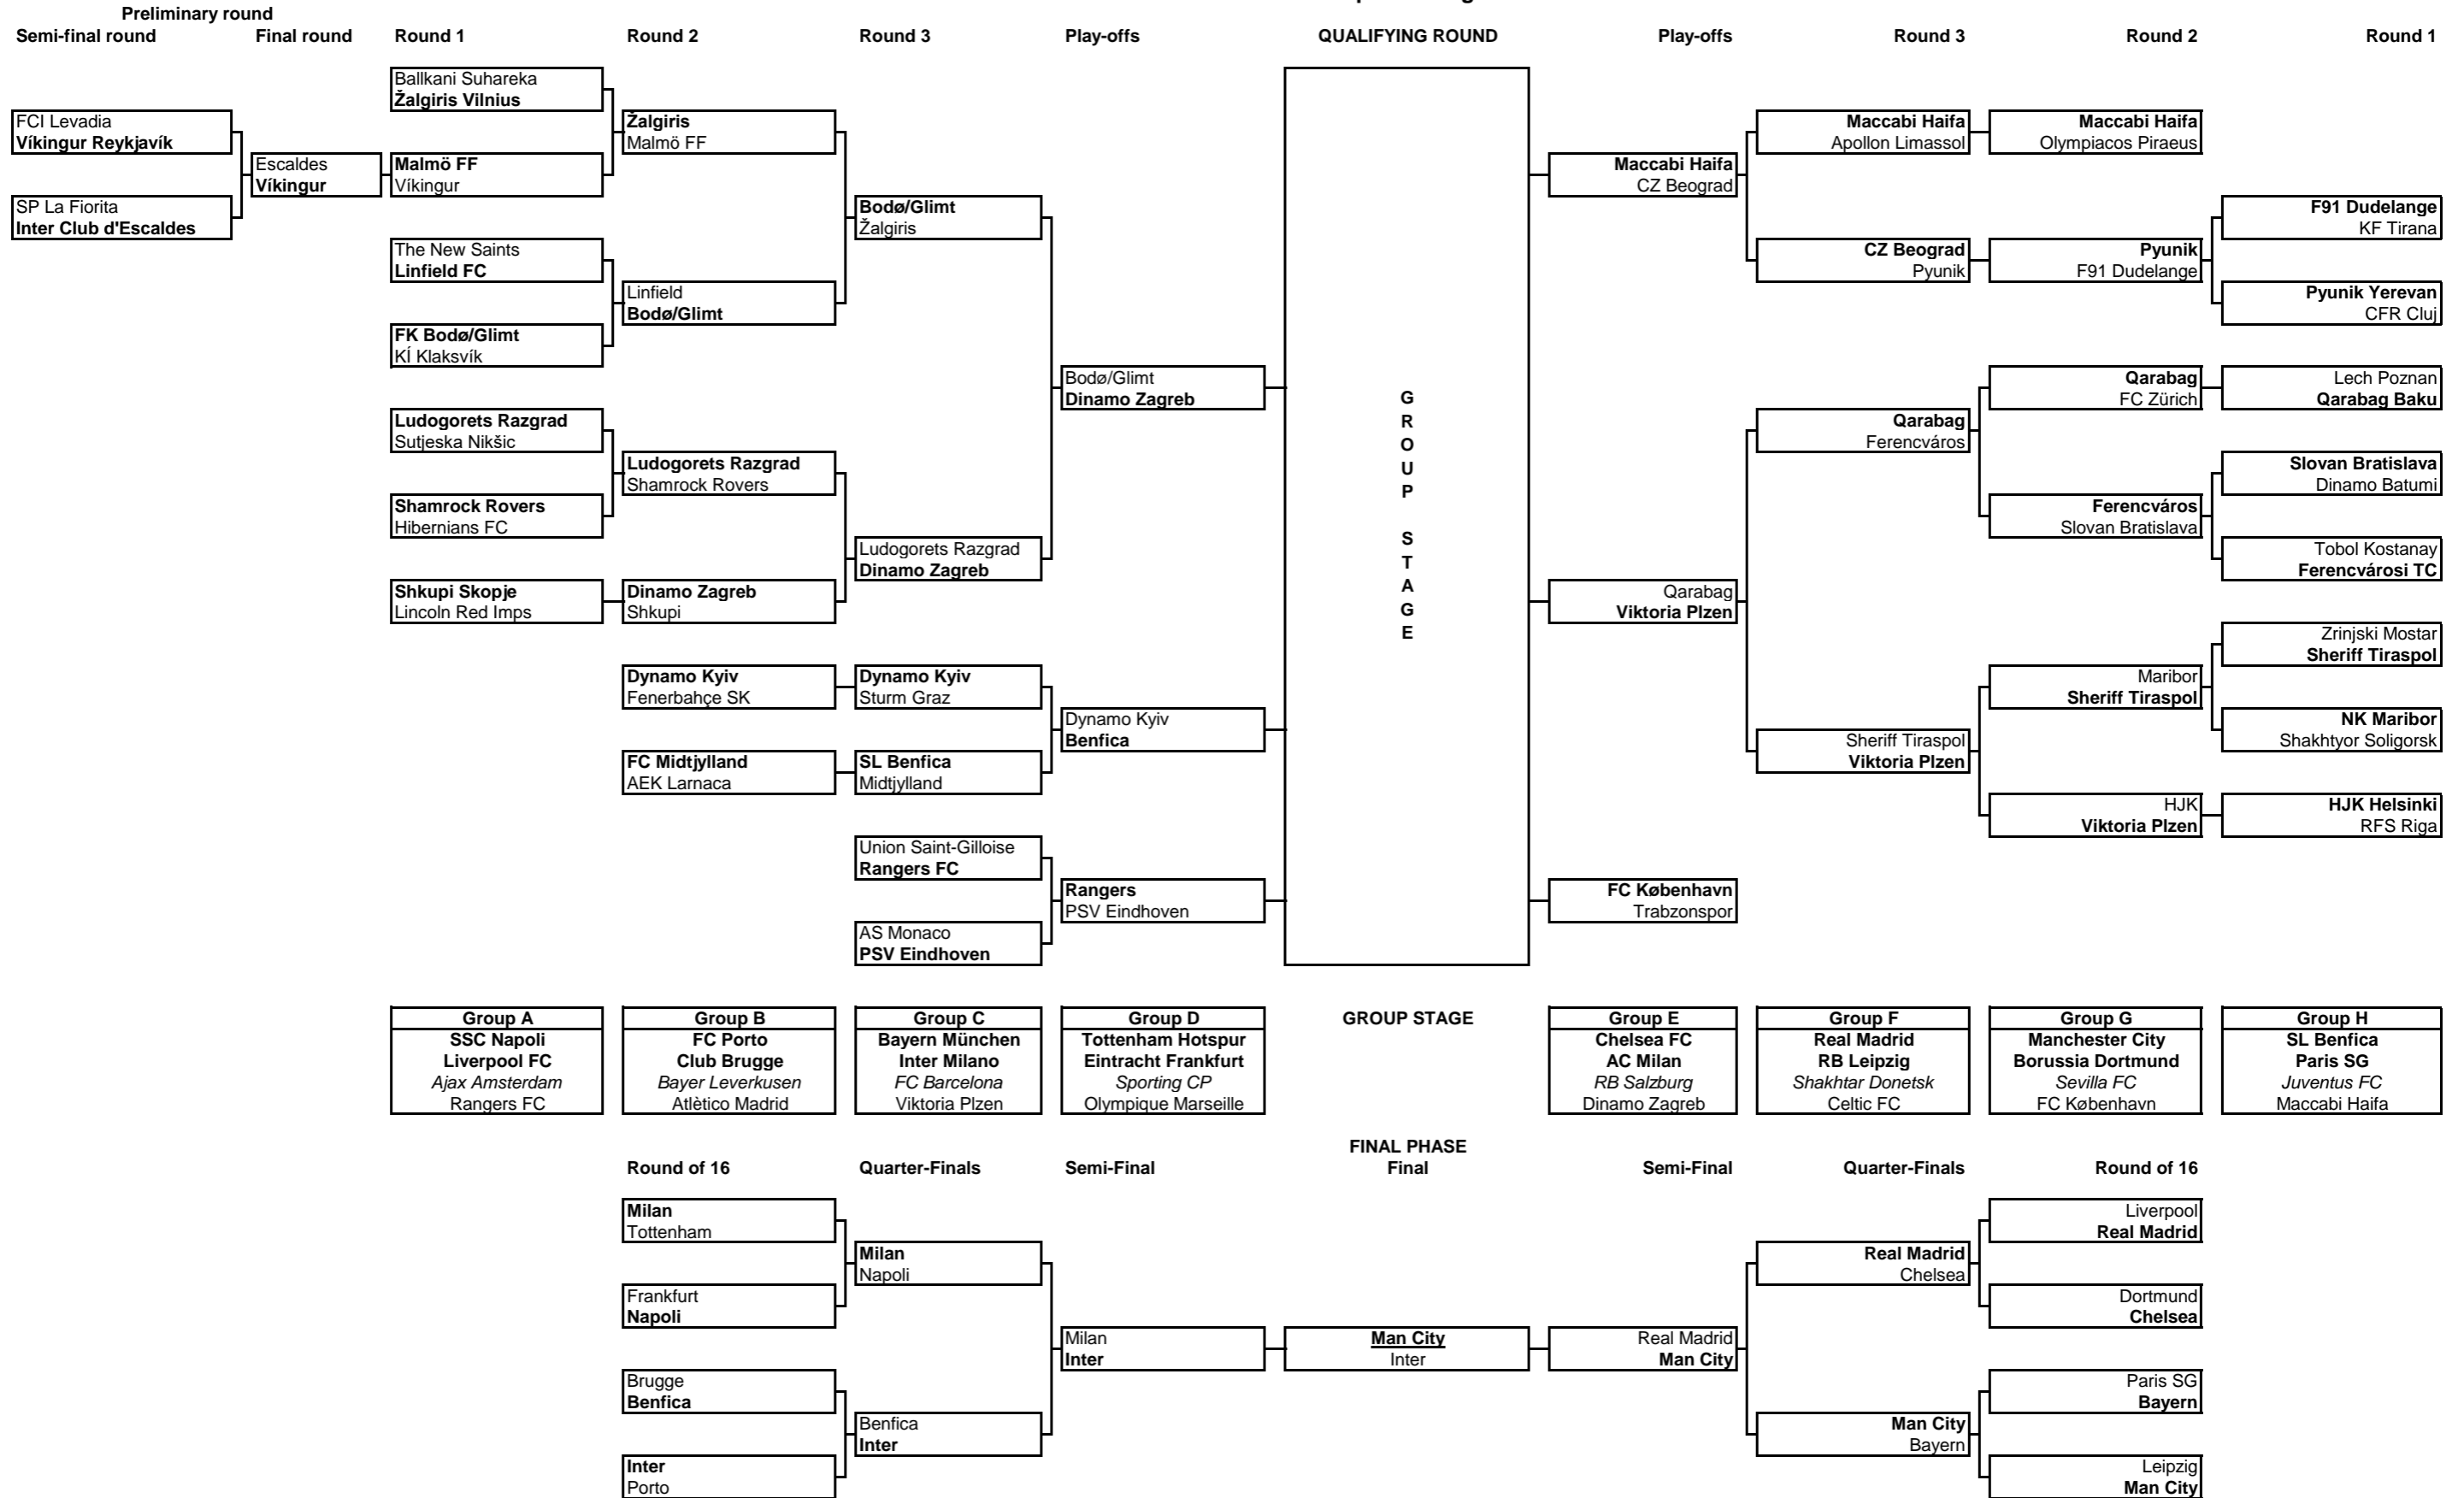 Preliminary round
Semi-final round
Final round
Round 1
Round 2
Round 3
Play-offs
QUALIFYING ROUND
Play-offs
Round 3
Round 2
Round 1
FCI Levadia
Víkingur Reykjavík
SP La Fiorita
Inter Club d'Escaldes
Escaldes
Víkingur
Ballkani Suhareka
Žalgiris Vilnius
Malmö FF
Víkingur
The New Saints
Linfield FC
FK Bodø/Glimt
KÍ Klaksvík
Ludogorets Razgrad
Sutjeska Nikšic
Shamrock Rovers
Hibernians FC
Shkupi Skopje
Lincoln Red Imps
Žalgiris
Malmö FF
Linfield
Bodø/Glimt
Ludogorets Razgrad
Shamrock Rovers
Dinamo Zagreb
Shkupi
Dynamo Kyiv
Fenerbahçe SK
FC Midtjylland
AEK Larnaca
Bodø/Glimt
Žalgiris
Ludogorets Razgrad
Dinamo Zagreb
Dynamo Kyiv
Sturm Graz
SL Benfica
Midtjylland
Union Saint-Gilloise
Rangers FC
AS Monaco
PSV Eindhoven
Bodø/Glimt
Dinamo Zagreb
Dynamo Kyiv
Benfica
Rangers
PSV Eindhoven
G
R
O
U
P
S
T
A
G
E
Maccabi Haifa
CZ Beograd
Qarabag
Viktoria Plzen
FC København
Trabzonspor
Maccabi Haifa
Apollon Limassol
CZ Beograd
Pyunik
Qarabag
Ferencváros
Sheriff Tiraspol
Viktoria Plzen
Maccabi Haifa
Olympiacos Piraeus
Pyunik
F91 Dudelange
Qarabag
FC Zürich
Ferencváros
Slovan Bratislava
Maribor
Sheriff Tiraspol
HJK
Viktoria Plzen
F91 Dudelange
KF Tirana
Pyunik Yerevan
CFR Cluj
Lech Poznan
Qarabag Baku
Slovan Bratislava
Dinamo Batumi
Tobol Kostanay
Ferencvárosi TC
Zrinjski Mostar
Sheriff Tiraspol
NK Maribor
Shakhtyor Soligorsk
HJK Helsinki
RFS Riga
Group A
SSC Napoli
Liverpool FC
Ajax Amsterdam
Rangers FC
Group B
FC Porto
Club Brugge
Bayer Leverkusen
Atlètico Madrid
Group C
Bayern München
Inter Milano
FC Barcelona
Viktoria Plzen
Group D
Tottenham Hotspur
Eintracht Frankfurt
Sporting CP
Olympique Marseille
GROUP STAGE
Group E
Chelsea FC
AC Milan
RB Salzburg
Dinamo Zagreb
Group F
Real Madrid
RB Leipzig
Shakhtar Donetsk
Celtic FC
Group G
Manchester City
Borussia Dortmund
Sevilla FC
FC København
Group H
SL Benfica
Paris SG
Juventus FC
Maccabi Haifa
FINAL PHASE
Round of 16
Quarter-Finals
Semi-Final
Final
Semi-Final
Quarter-Finals
Round of 16
Milan
Tottenham
Frankfurt
Napoli
Brugge
Benfica
Inter
Porto
Milan
Napoli
Benfica
Inter
Milan
Inter
Man City
Inter
Real Madrid
Man City
Real Madrid
Chelsea
Man City
Bayern
Liverpool
Real Madrid
Dortmund
Chelsea
Paris SG
Bayern
Leipzig
Man City